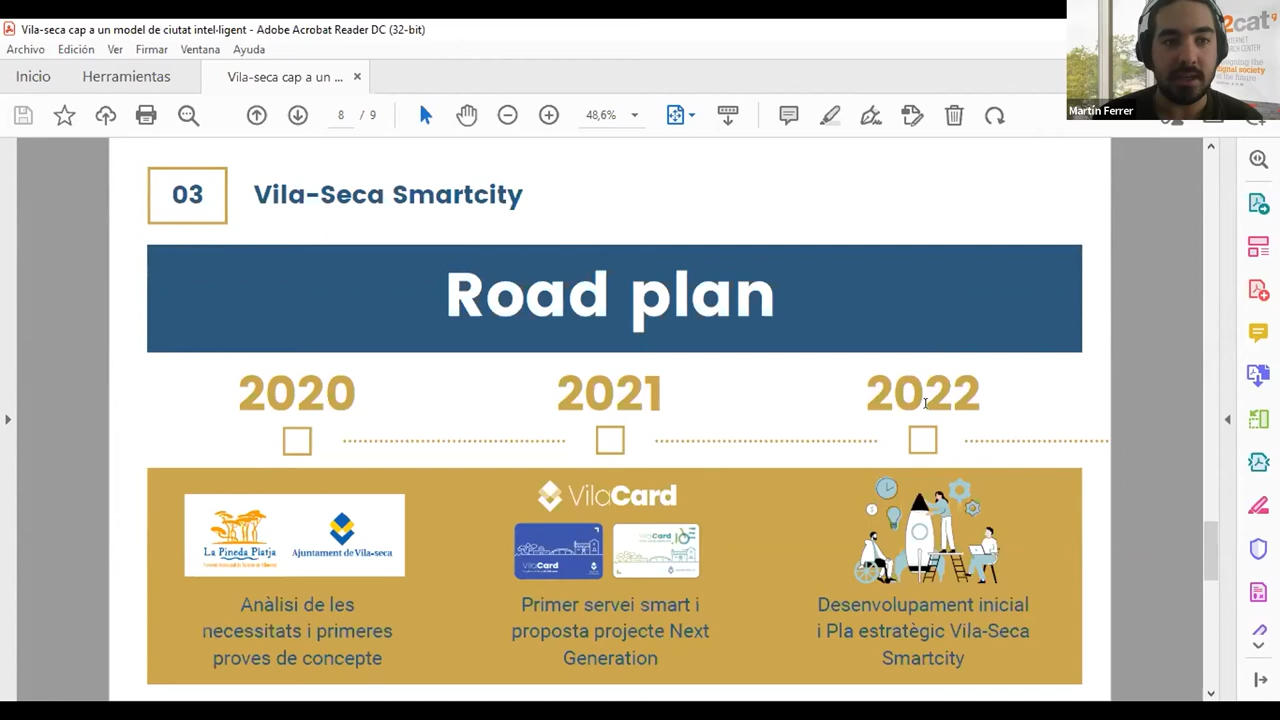 Vila-seca cap a un model de ciutat intel·ligent - Adobe Acrobat Reader DC (32-bit)
Archivo Edición Ver Firmar Ventana Ayuda
Inicio Herramientas Vila-seca cap a un ... ×
8 / 9 48,6%
2cat
Martín Ferrer
03 Vila-Seca Smartcity
Road plan
2020 2021 2022
La Pineda Platja
Ajuntament de Vila-seca
VilaCard
VilaCard
VilaCard
Anàlisi de les
necessitats i primeres
proves de concepte
Primer servei smart i
proposta projecte Next
Generation
Desenvolupament inicial
i Pla estratègic Vila-Seca
Smartcity